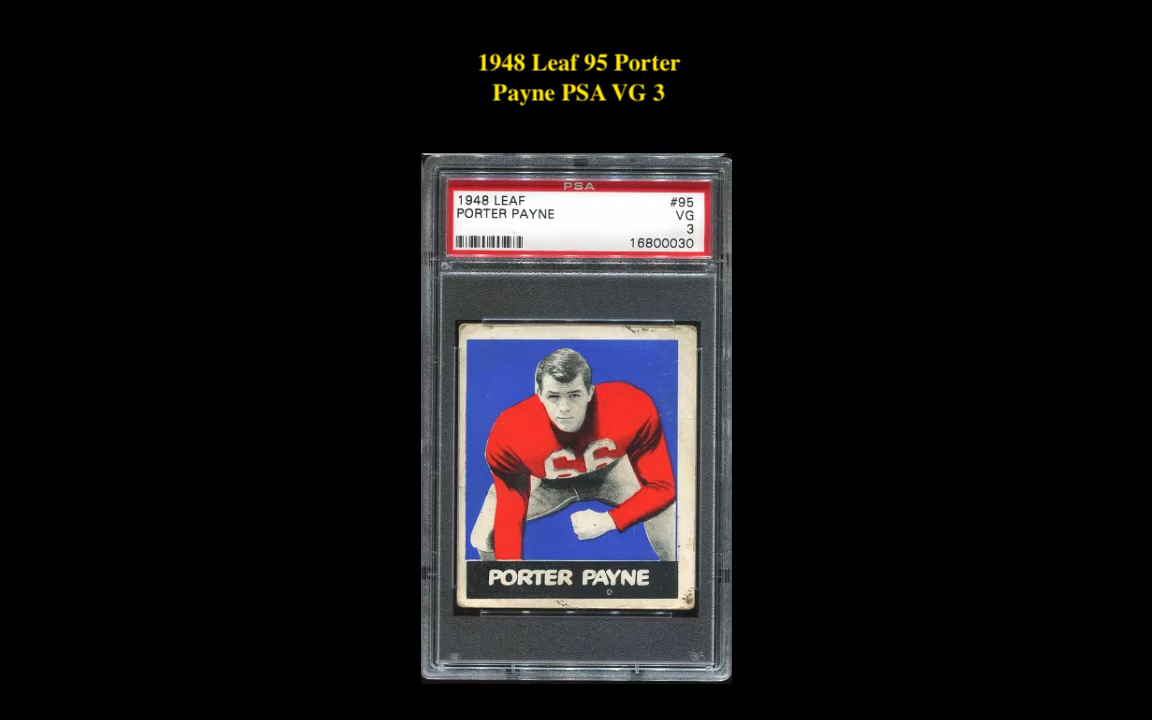 1948 Leaf 95 Porter
Payne PSA VG 3
PSA
1948 LEAF #95
PORTER PAYNE VG
3
16800030
66
PORTER PAYNE